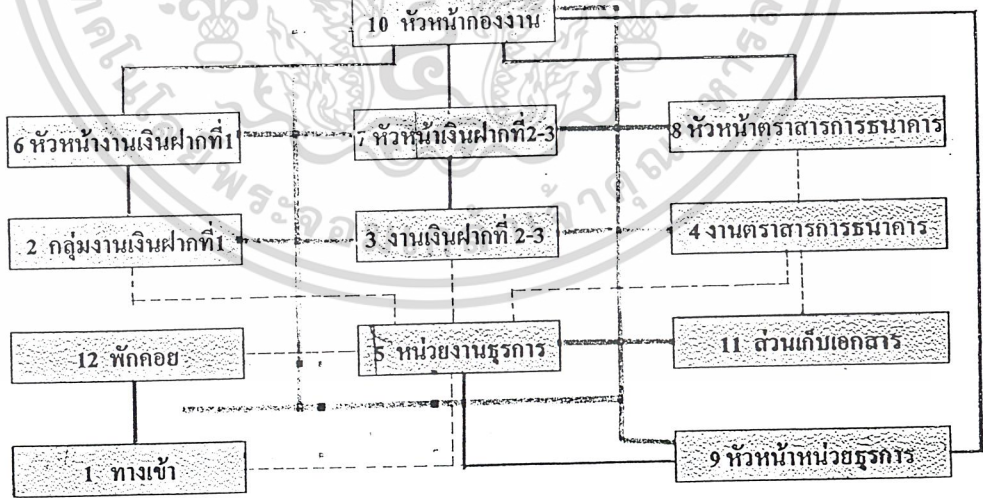 10 หัวหน้ากองงาน
6 หัวหน้างานเงินฝากที่1
7 หัวหน้าเงินฝากที่2-3
8 หัวหน้าตราสารการธนาคาร
2 กลุ่มงานเงินฝากที่1
3 งานเงินฝากที่ 2-3
4 งานตราสารการธนาคาร
12 พักคอย
5 หน่วยงานธุรการ
11 ส่วนเก็บเอกสาร
1 ทางเข้า
9 หัวหน้าหน่วยธุรการ